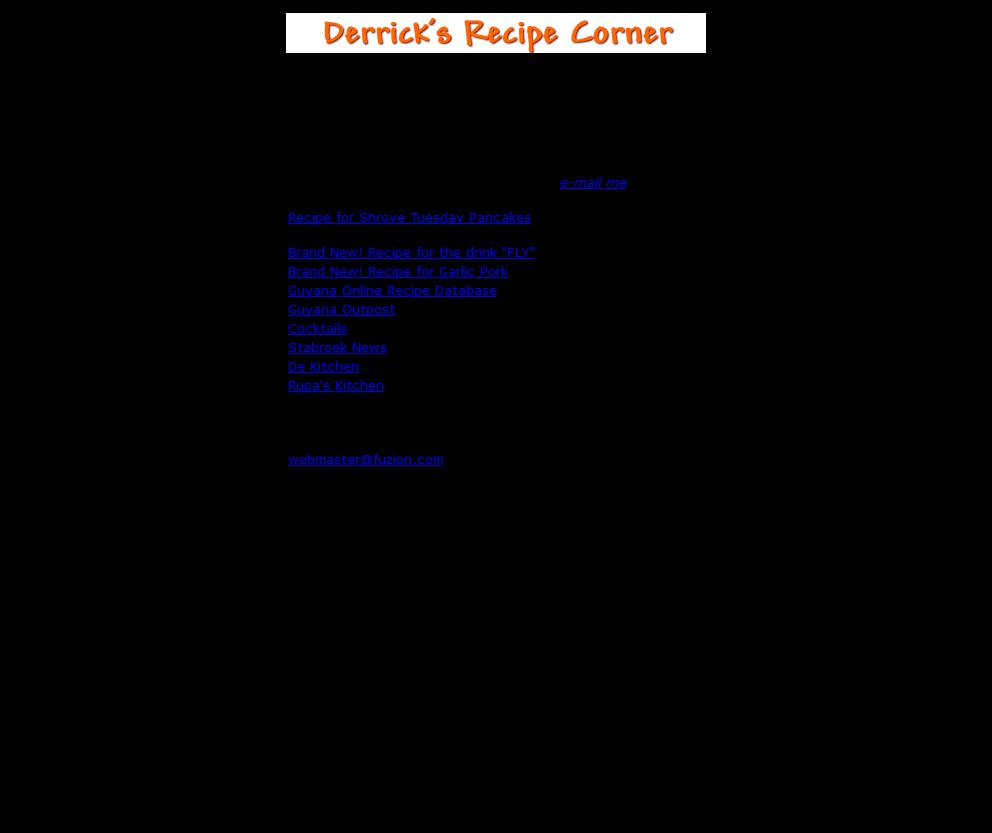 Derrick's Recipe Corner
e-mail me
Recipe for Shrove Tuesday Pancakes
Brand New! Recipe for the drink "FLY"
Brand New! Recipe for Garlic Pork
Guyana Online Recipe Database
Guyana Outpost
Cocktails
Stabroek News
De Kitchen
Rupa's Kitchen
webmaster@fuzion.com